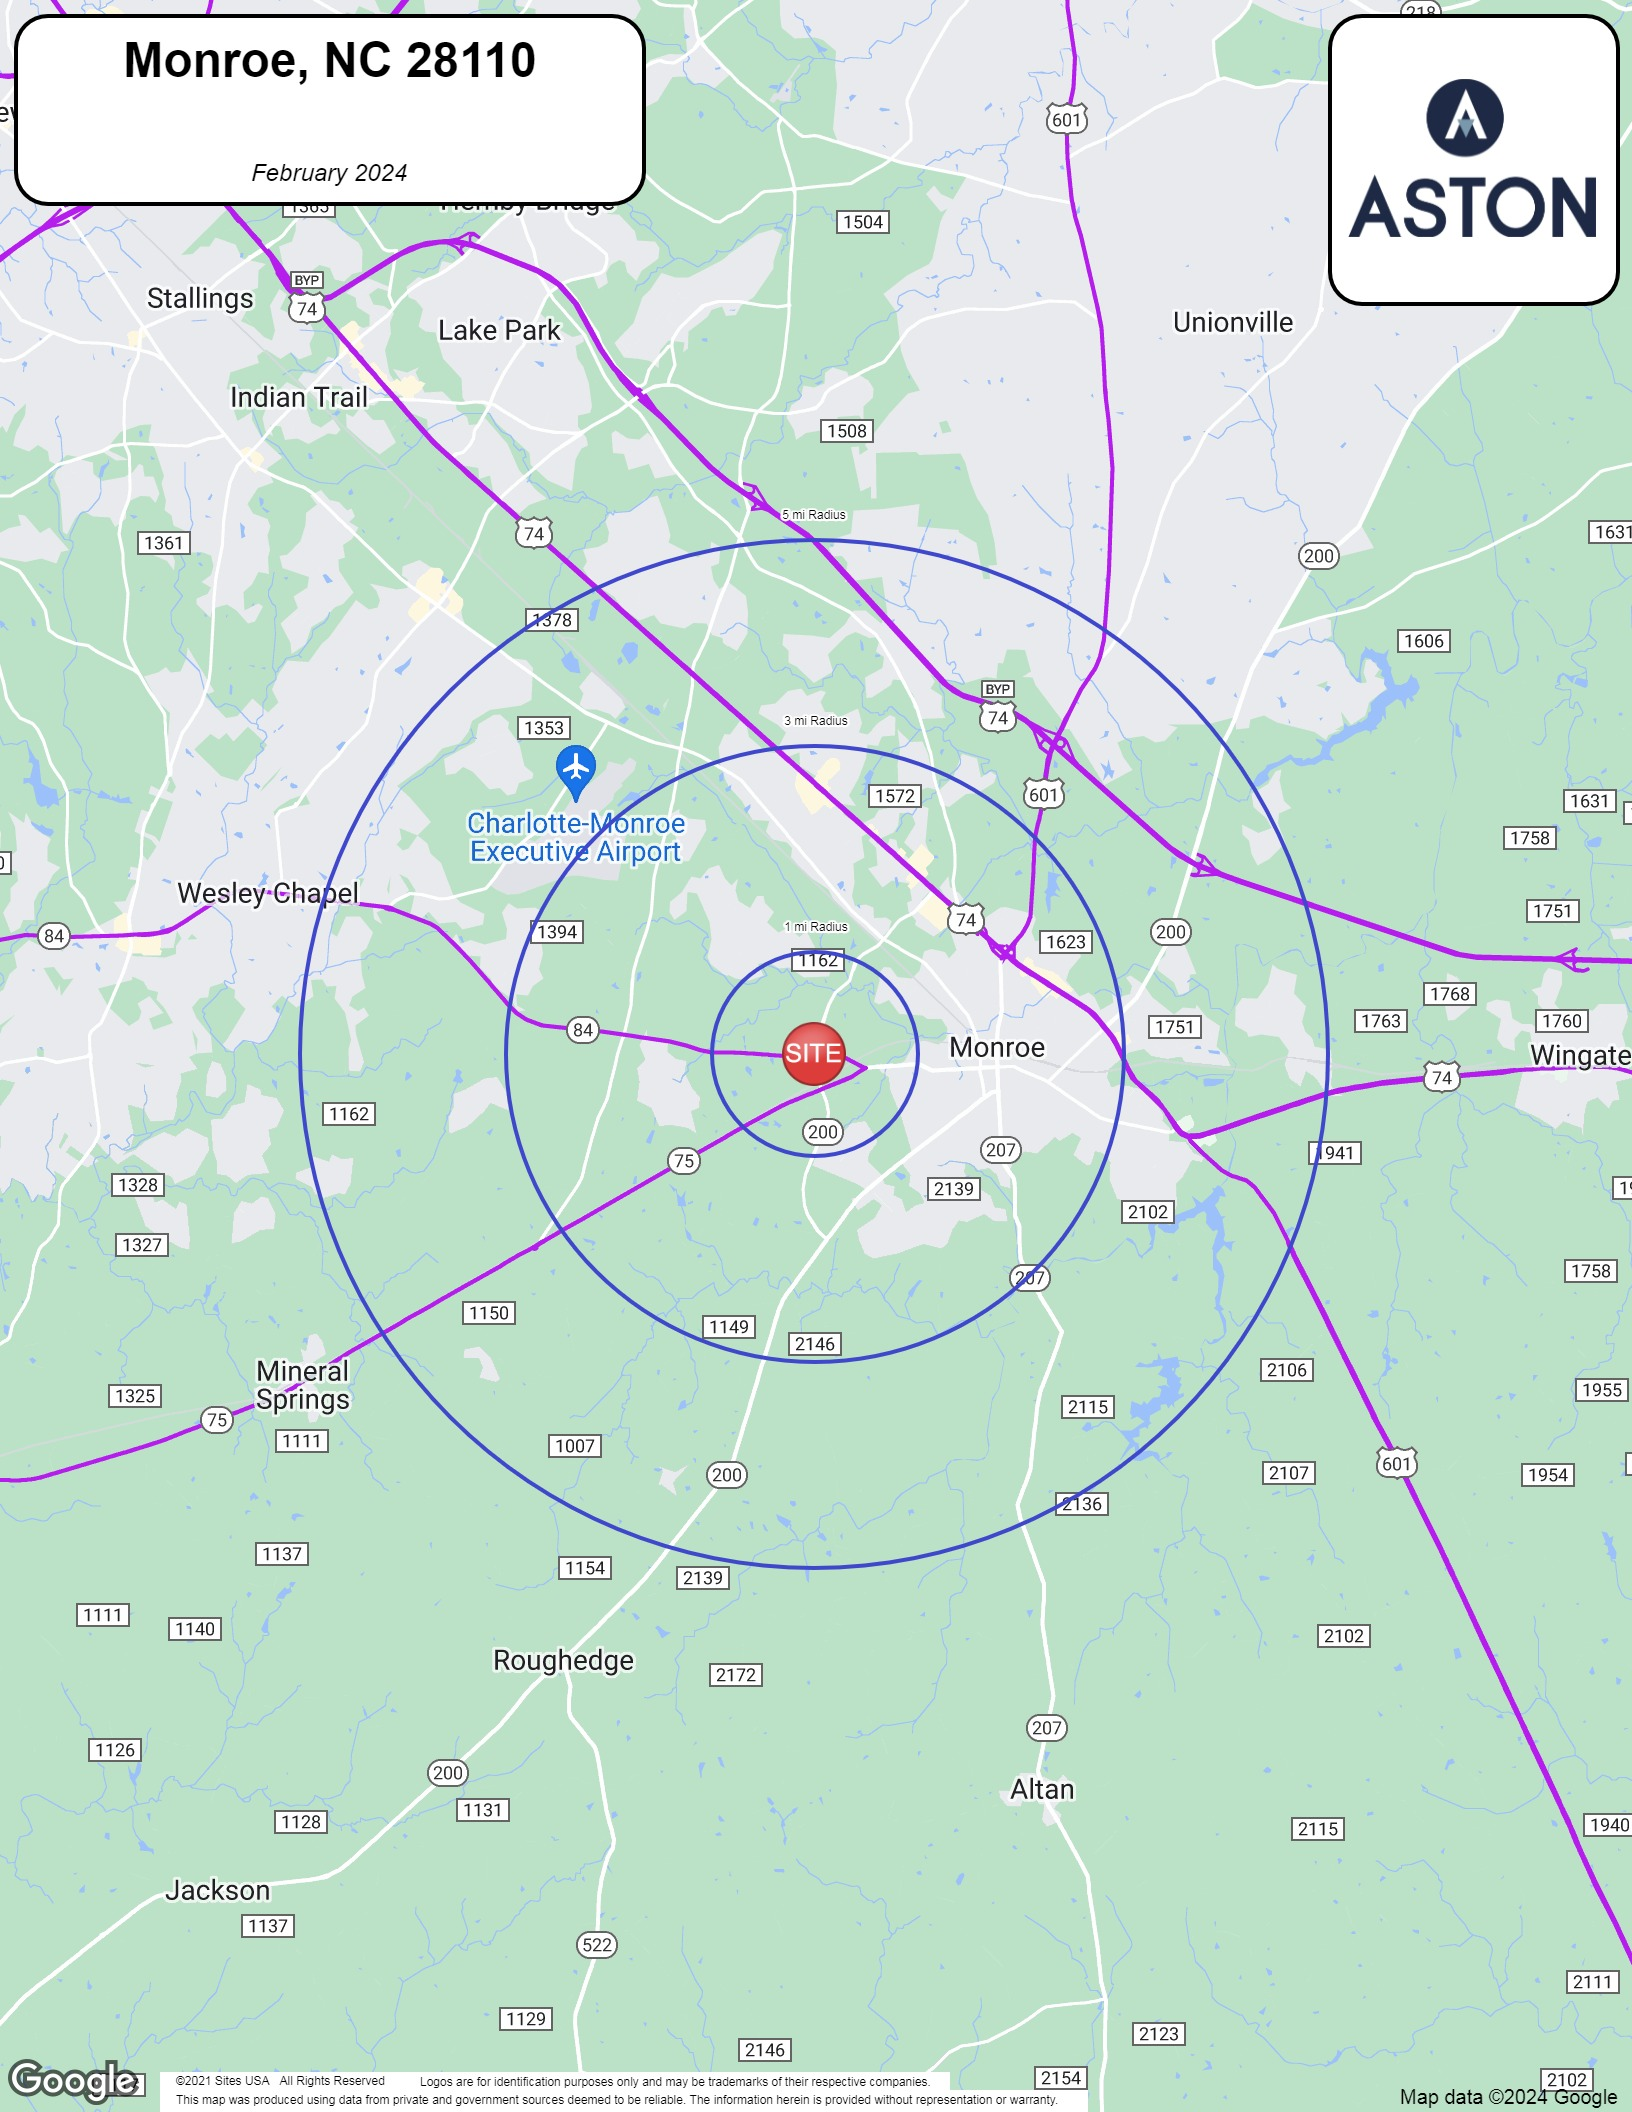 Monroe, NC 28110
February 2024
ASTON
218
601
1365
1504
BYP
74
Stallings
Lake Park
Unionville
Indian Trail
1508
5 mi Radius
74
1361
1631
200
1378
1606
BYP
74
3 mi Radius
1353
1572
601
1631
Charlotte-Monroe
Executive Airport
1758
Wesley Chapel
1751
74
1 mi Radius
84
1394
1162
1623
200
1768
84
1751
1763
1760
SITE
Monroe
Wingate
74
1162
200
75
207
1941
1328
2139
2102
1327
207
1758
1150
1149
2146
Mineral
Springs
2106
1325
75
2115
1955
1111
1007
200
601
2107
1954
2136
1137
1154
2139
1111
1140
2102
Roughedge
2172
207
1126
200
Altan
1128
1131
2115
1940
Jackson
1137
522
2111
1129
2123
2146
2154
2102
Google
©2021 Sites USA All Rights Reserved Logos are for identification purposes only and may be trademarks of their respective companies.
This map was produced using data from private and government sources deemed to be reliable. The information herein is provided without representation or warranty.
Map data ©2024 Google